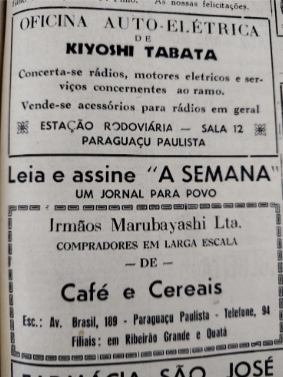 As nossas felicitações.
OFICINA AUTO-ELÉTRICA
DE
KIYOSHI TABATA
Concerta-se rádios, motores eletricos e ser-
viços concernentes ao ramo.
Vende-se acessórios para rádios em geral
ESTAÇÃO RODOVIÁRIA — SALA 12
PARAGUAÇU PAULISTA
Leia e assine "A SEMANA"
UM JORNAL PARA POVO
Irmãos Marubayashi Lta.
COMPRADORES EM LARGA ESCALA
— DE —
Café e Cereais
Esc.: Av. Brasil, 189 - Paraguaçu Paulista - Telefone, 94
Filiais: em Ribeirão Grande e Quatá
SÃO JOSÉ